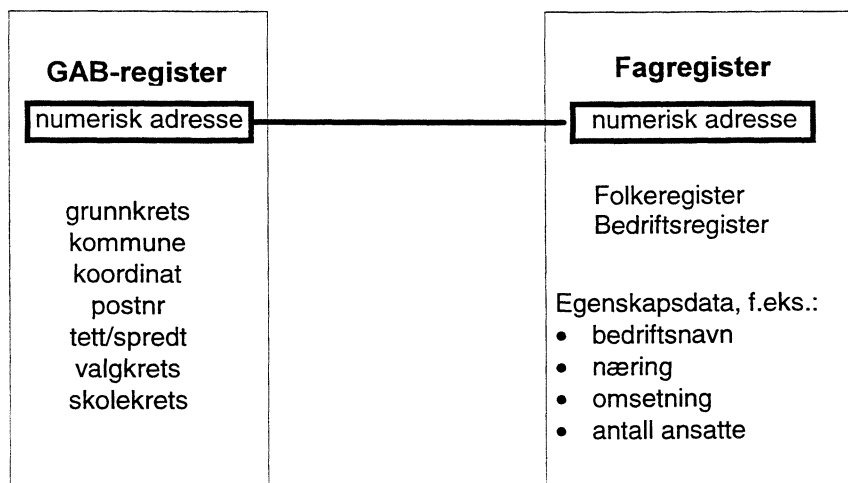 GAB-register
numerisk adresse
grunnkrets
kommune
koordinat
postnr
tett/spredt
valgkrets
skolekrets
Fagregister
numerisk adresse
Folkeregister
Bedriftsregister
Egenskapsdata, f.eks.:
• bedriftsnavn
• næring
• omsetning
• antall ansatte